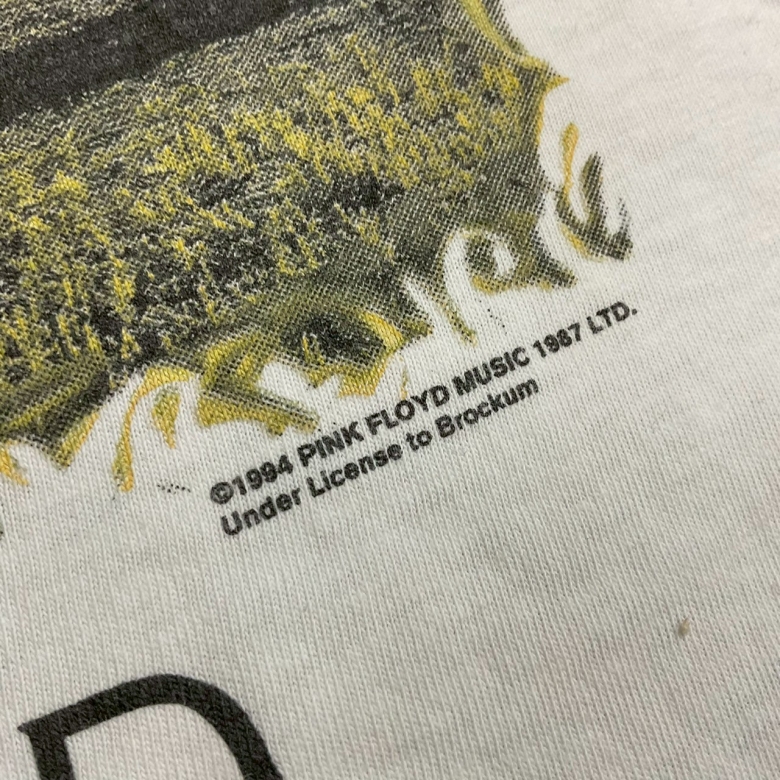 ©1994 PINK FLOYD MUSIC 1987 LTD.
Under License to Brockum